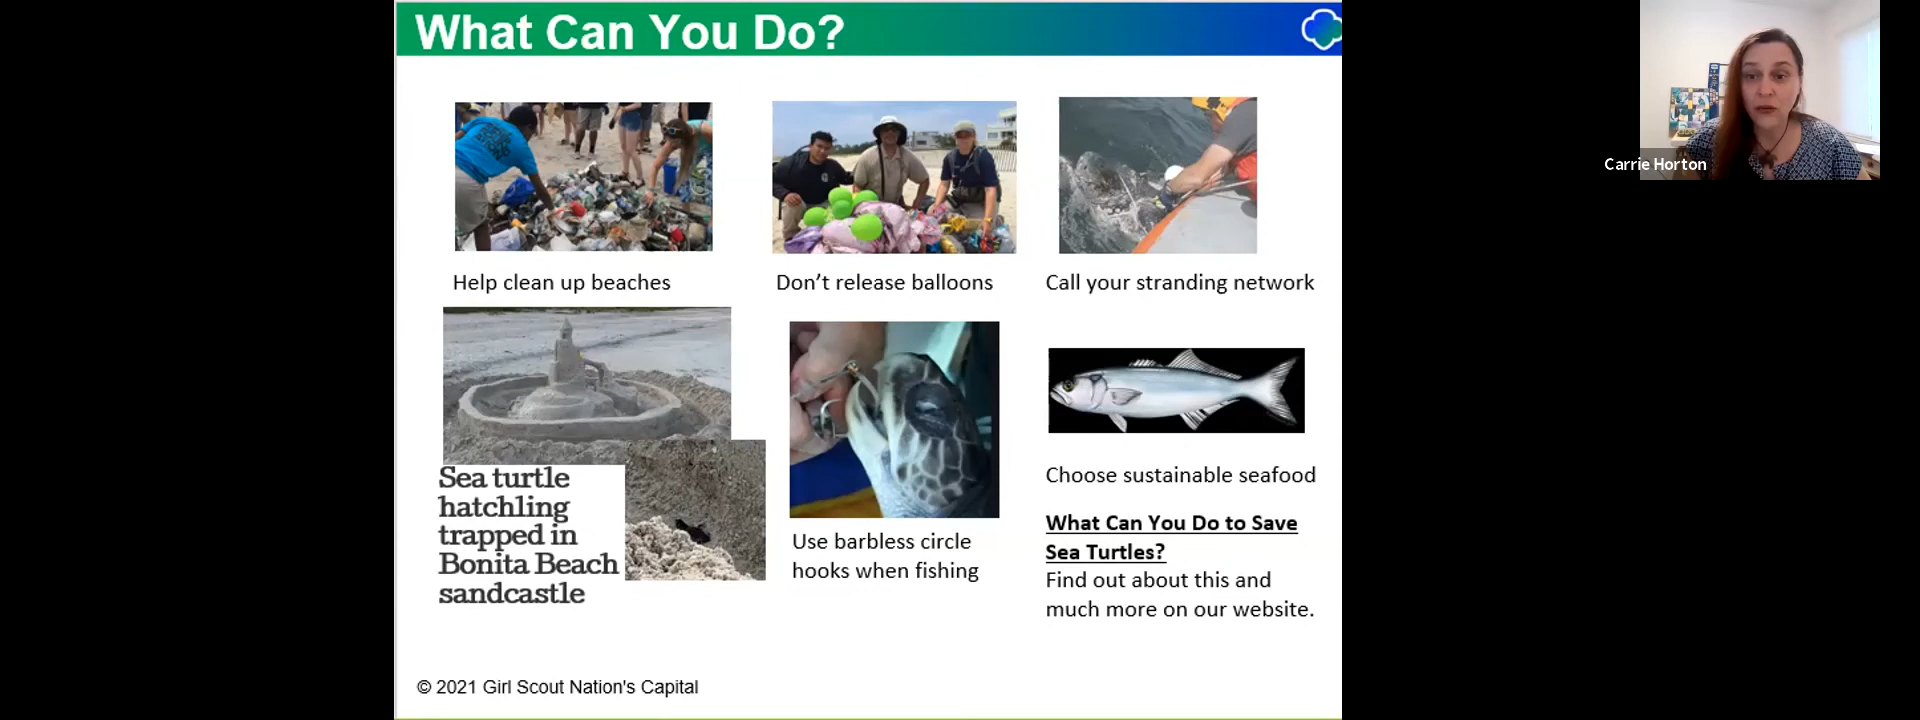 What Can You Do?
Carrie Horton
Help clean up beaches
Don't release balloons
Call your stranding network
Sea turtle
hatchling
trapped in
Bonita Beach
sandcastle
Use barbless circle
hooks when fishing
Choose sustainable seafood
What Can You Do to Save
Sea Turtles?
Find out about this and
much more on our website.
© 2021 Girl Scout Nation's Capital